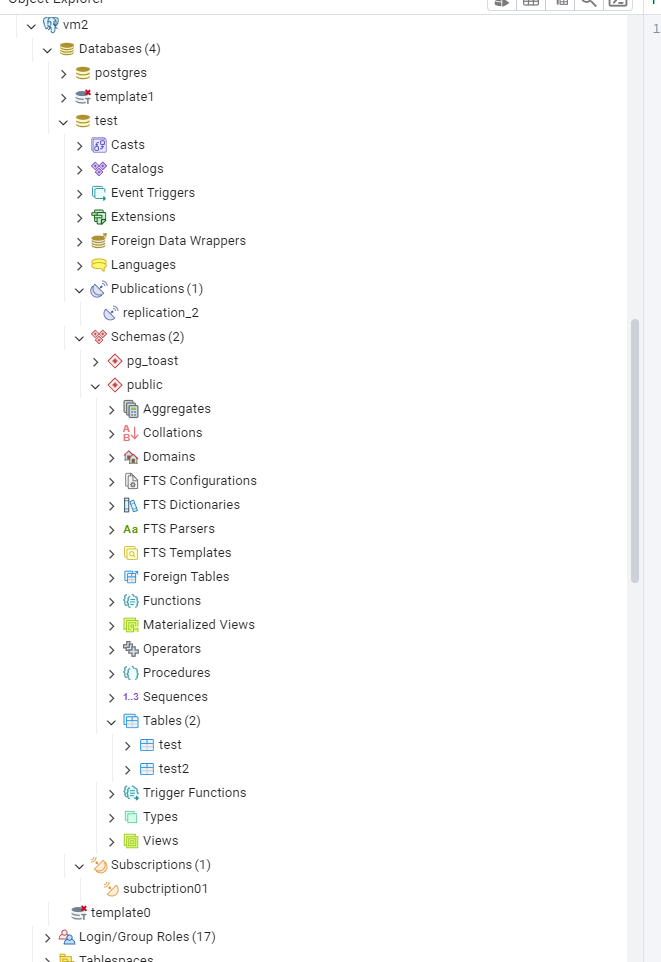 Object Explorer
vm2
Databases (4)
postgres
template1
test
Casts
Catalogs
Event Triggers
Extensions
Foreign Data Wrappers
Languages
Publications (1)
replication_2
Schemas (2)
pg_toast
public
Aggregates
Collations
Domains
FTS Configurations
FTS Dictionaries
Aa FTS Parsers
FTS Templates
Foreign Tables
Functions
Materialized Views
Operators
Procedures
1..3 Sequences
Tables (2)
test
test2
Trigger Functions
Types
Views
Subscriptions (1)
subctription01
template0
Login/Group Roles (17)
Tablespaces
1